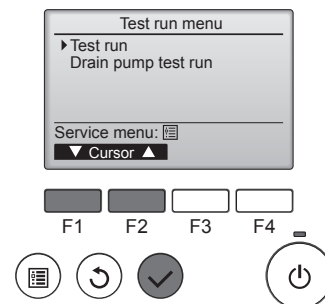 Test run menu
Test run
Drain pump test run
Service menu:
▼ Cursor ▲
F1 F2 F3 F4